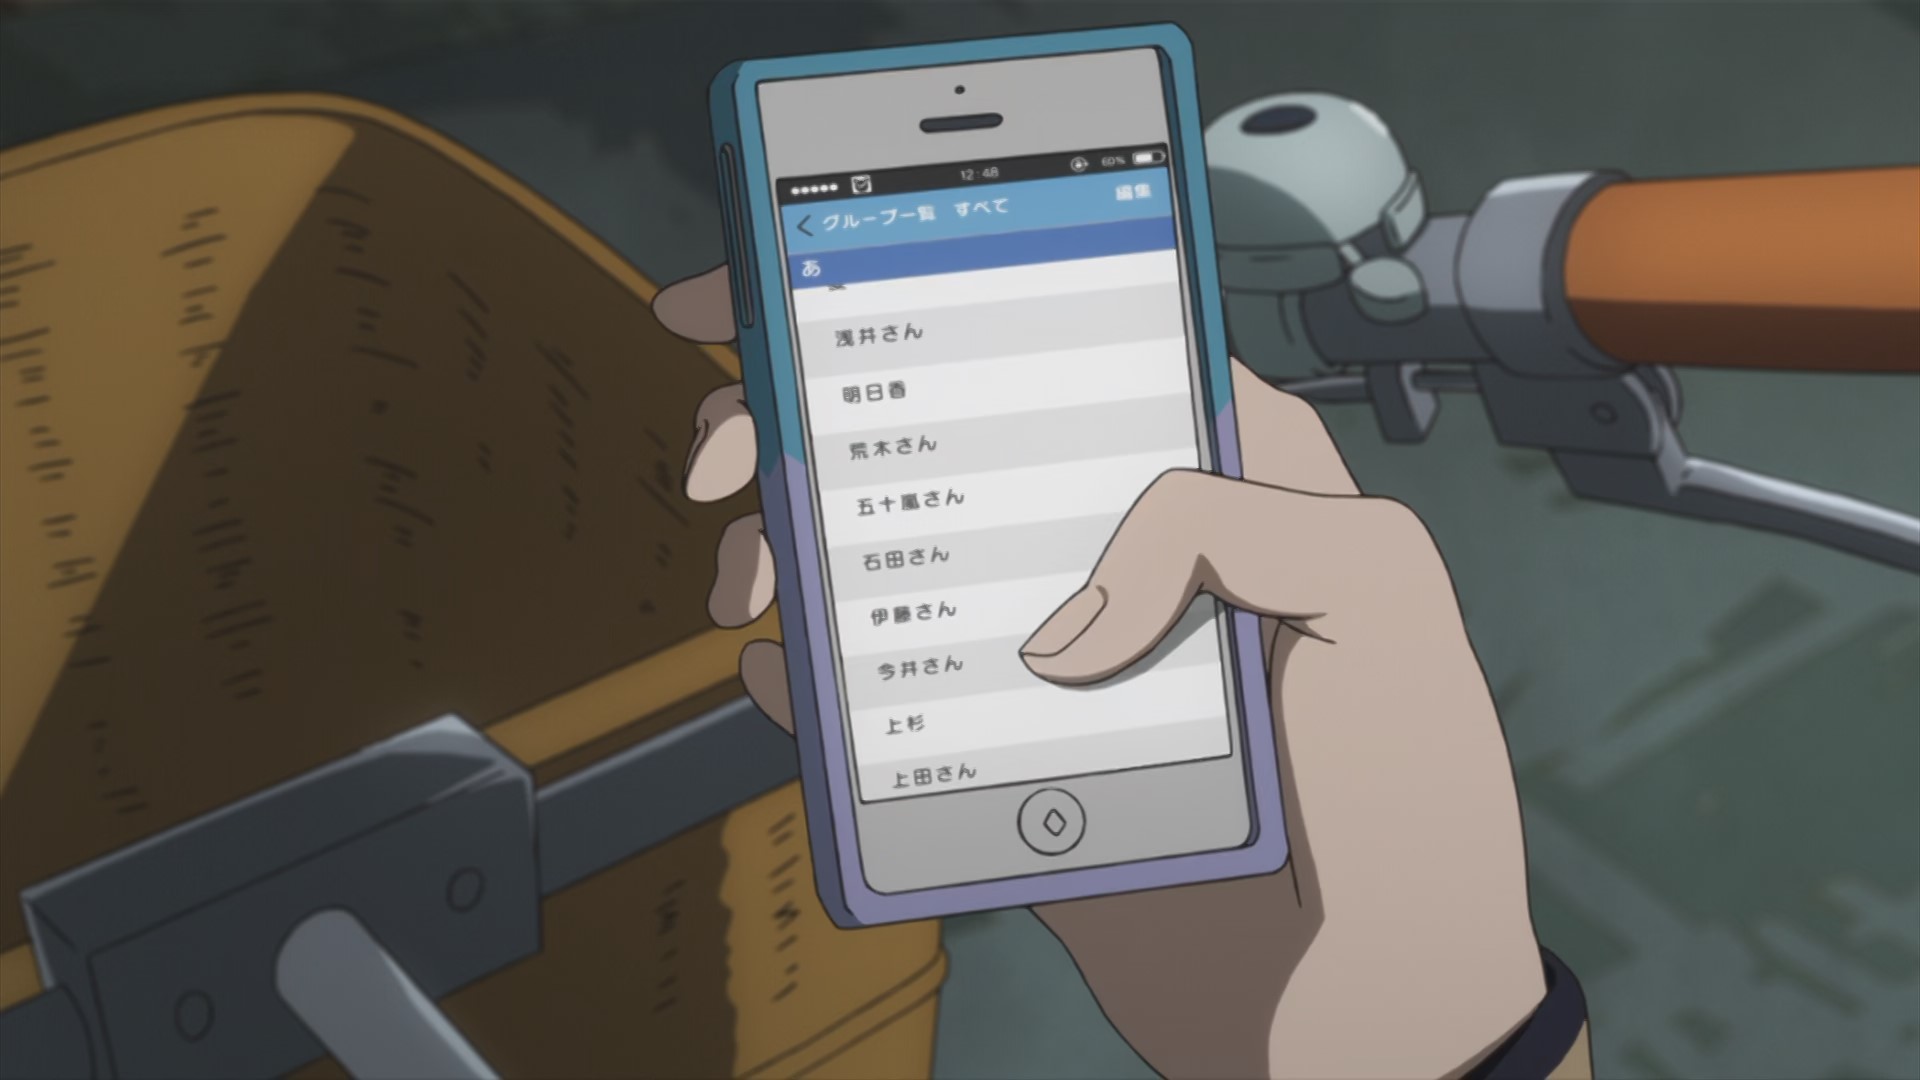 12:48 60%
グループ一覧 すべて 編集
あ
浅井さん
明日香
荒木さん
五十嵐さん
石田さん
伊藤さん
今井さん
上杉
上田さん